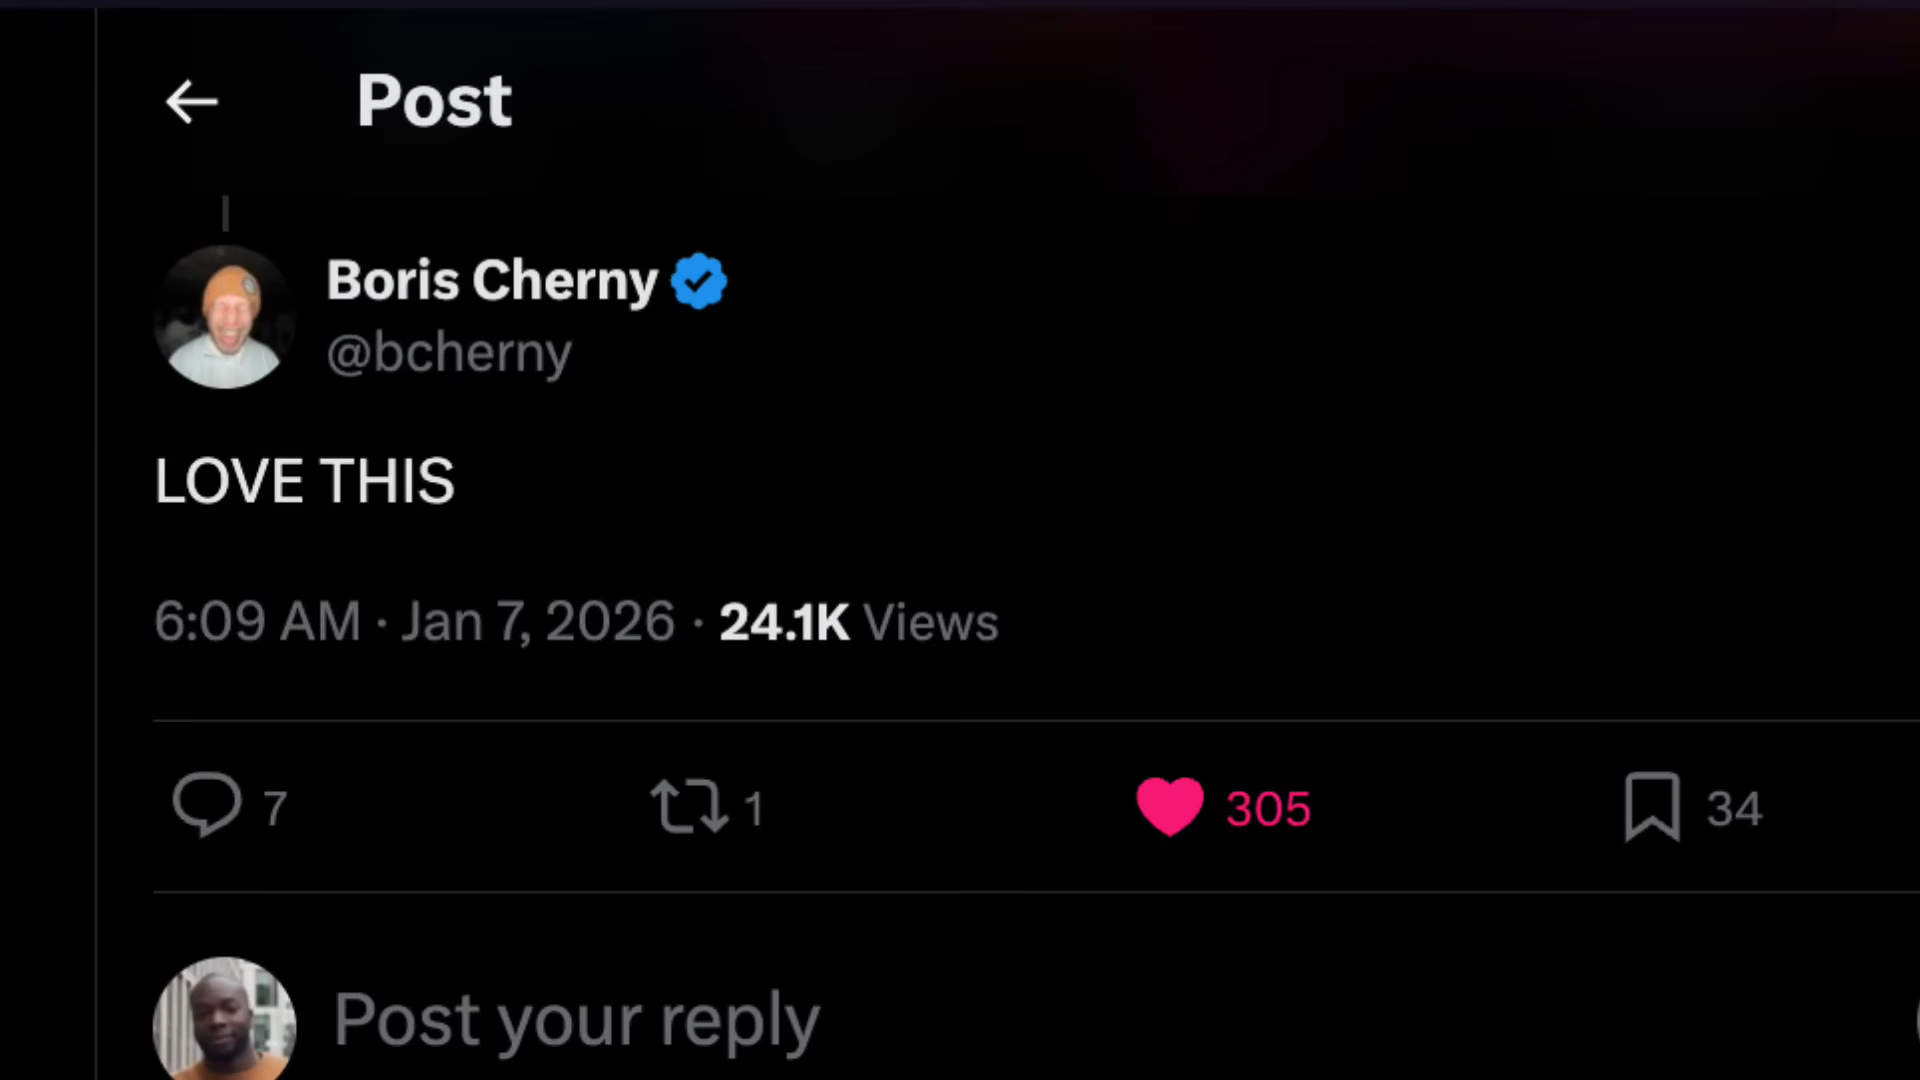 Post
Boris Cherny
@bcherny
LOVE THIS
6:09 AM · Jan 7, 2026 · 24.1K Views
7 1 305 34
Post your reply